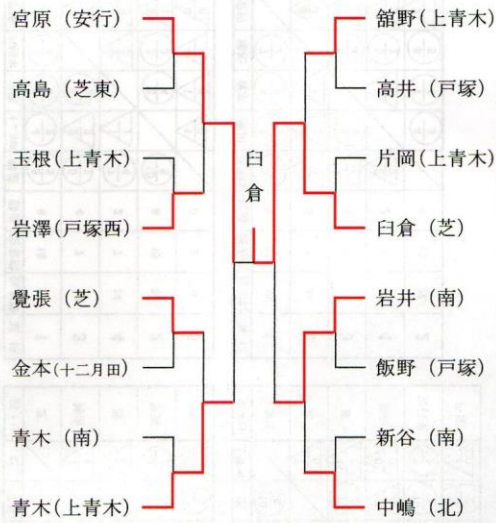 宮原（安行）
高島（芝東）
玉根(上青木)
岩澤(戸塚西)
覺張（芝）
金本(十二月田)
青木（南）
青木(上青木)
臼倉
舘野(上青木)
高井（戸塚）
片岡(上青木)
臼倉（芝）
岩井（南）
飯野（戸塚）
新谷（南）
中嶋（北）